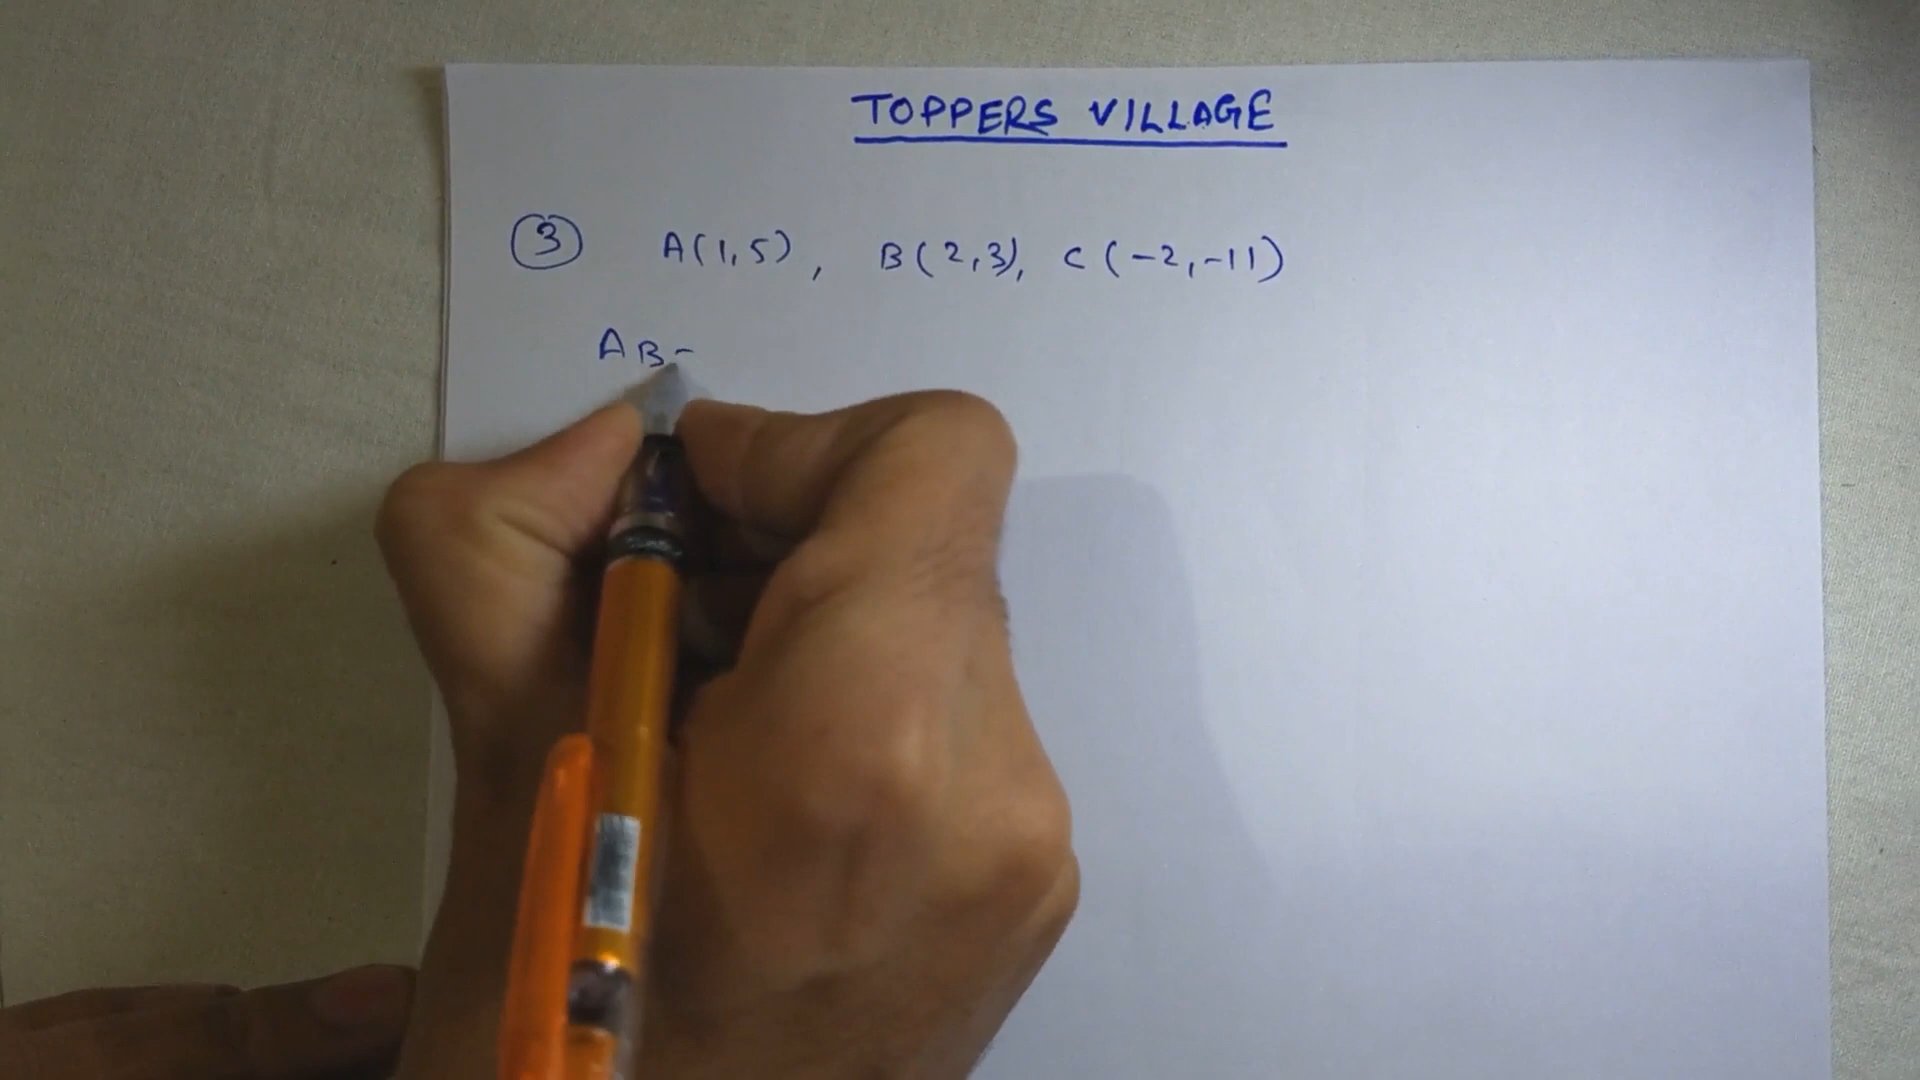 TOPPERS VILLAGE
3 A(1,5), B(2,3), C(-2,-11)
AB-